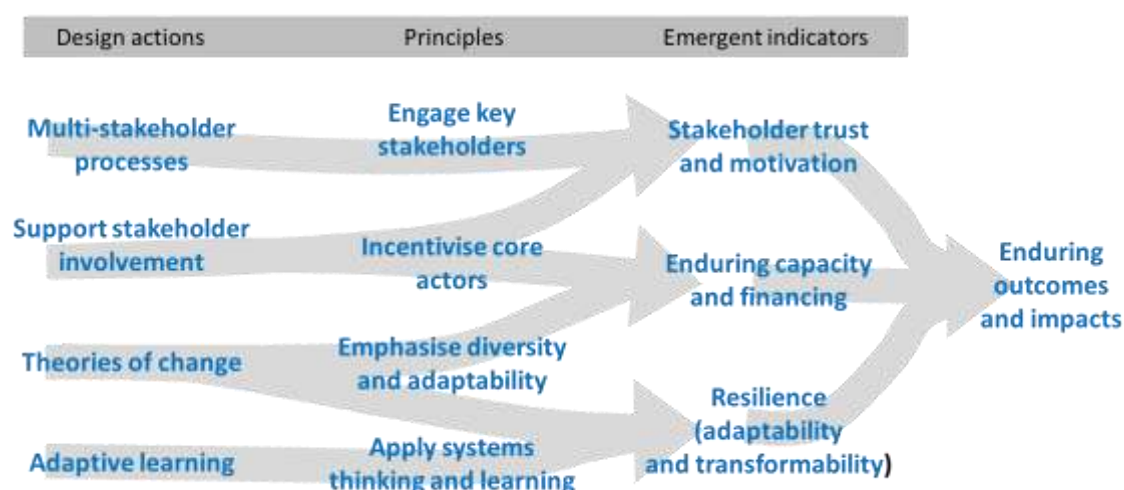 Design actions
Principles
Emergent indicators
Multi-stakeholder
processes
Engage key
stakeholders
Stakeholder trust
and motivation
Support stakeholder
involvement
Incentivise core
actors
Enduring capacity
and financing
Enduring
outcomes
and impacts
Theories of change
Emphasise diversity
and adaptability
Resilience
(adaptability
and transformability)
Adaptive learning
Apply systems
thinking and learning